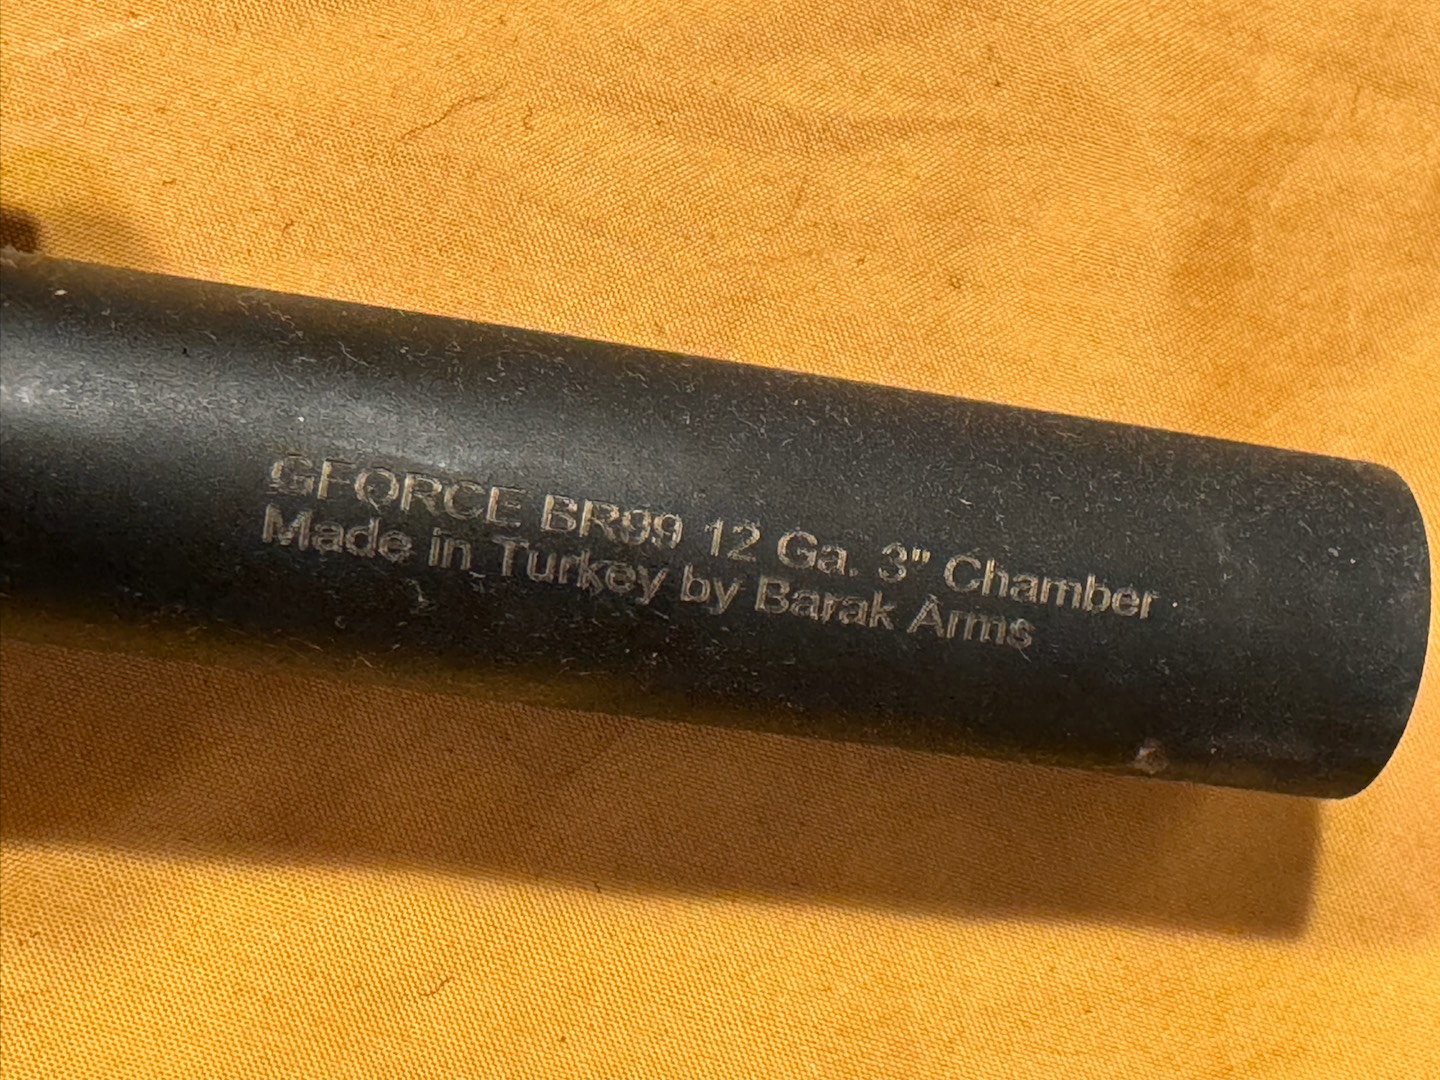 GFORCE BR99 12 Ga. 3" Chamber
Made in Turkey by Barak Arms